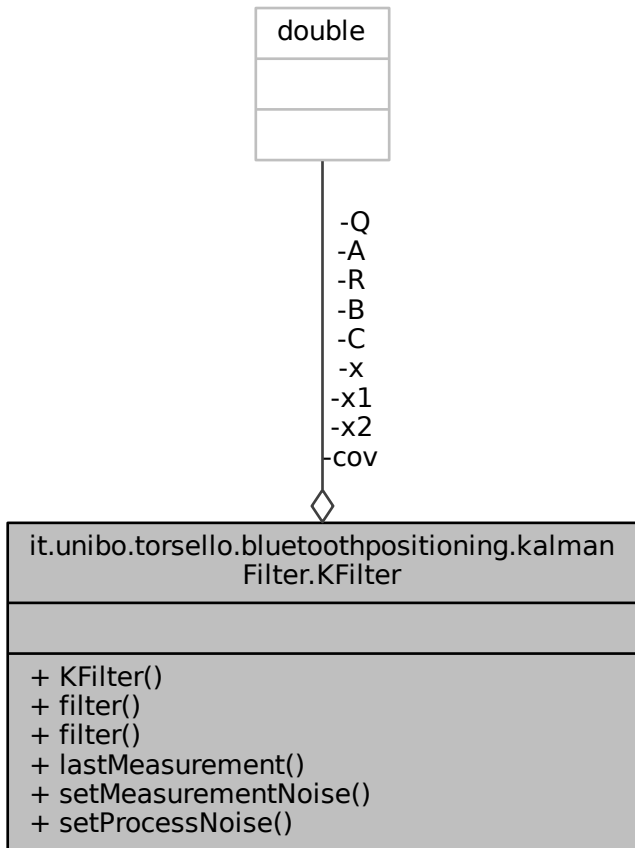 double
-Q
-A
-R
-B
-C
-x
-x1
-x2
-cov
it.unibo.torsello.bluetoothpositioning.kalman
Filter.KFilter
+ KFilter()
+ filter()
+ filter()
+ lastMeasurement()
+ setMeasurementNoise()
+ setProcessNoise()